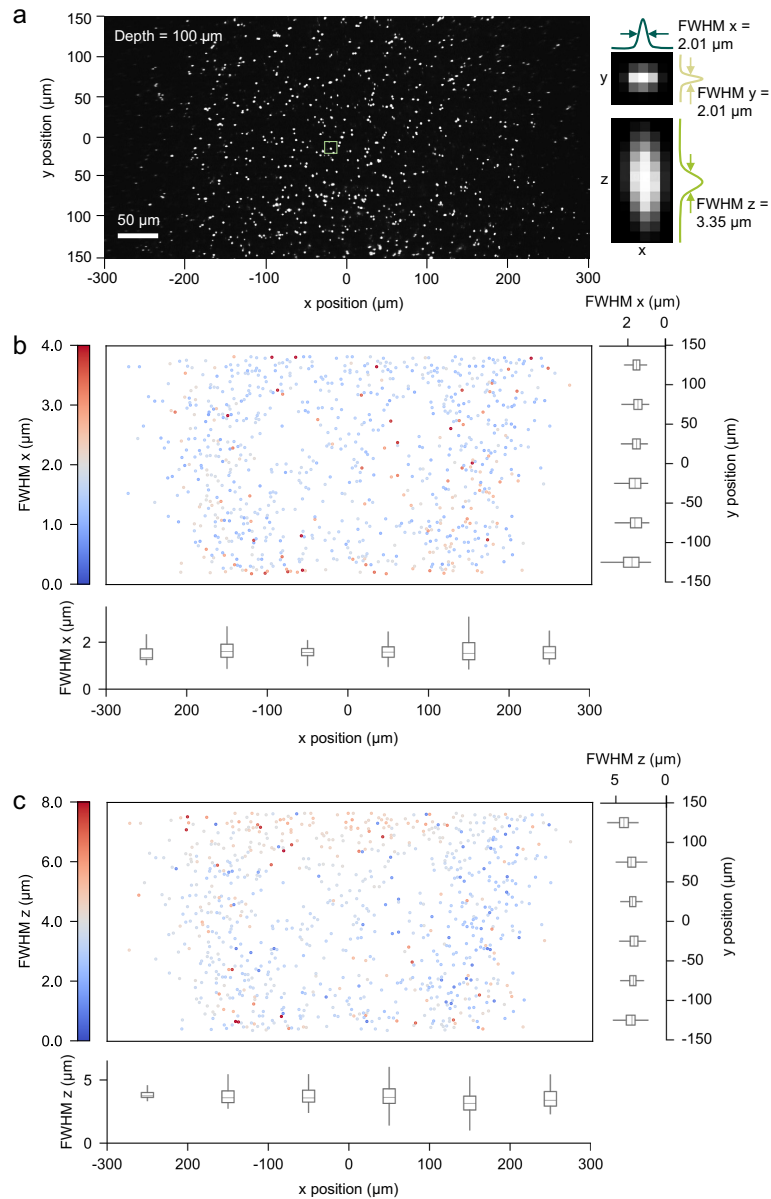 a
Depth = 100 µm
y position (µm)
150
100
50
0
50
100
150
50 µm
-300
200
-100
0
100
200
300
x position (µm)
FWHM x =
2.01 µm
y
FWHM y =
2.01 µm
z
FWHM z =
3.35 µm
x
b
FWHM x (µm)
4.0
3.0
2.0
1.0
0.0
FWHM x (µm)
2
0
150
100
50
0
-50
-100
-150
y position (µm)
FWHM x (µm)
2
0
-300
200
-100
0
100
200
300
x position (µm)
c
FWHM z (µm)
8.0
6.0
4.0
2.0
0.0
FWHM z (µm)
5
0
150
100
50
0
-50
-100
-150
y position (µm)
FWHM z (µm)
5
0
-300
200
-100
0
100
200
300
x position (µm)